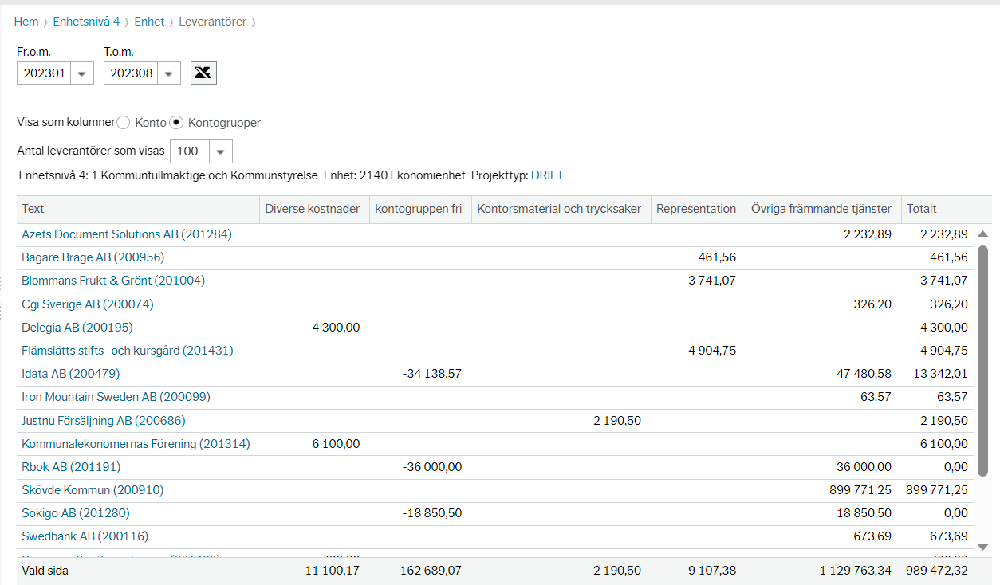 Hem › Enhetsnivå 4 › Enhet › Leverantörer ›
Fr.o.m. T.o.m.
202301 202308
Visa som kolumner Konto Kontogrupper
Antal leverantörer som visas 100
Enhetsnivå 4: 1 Kommunfullmäktige och Kommunstyrelse Enhet: 2140 Ekonomienhet Projekttyp: DRIFT
Text Diverse kostnader kontogruppen fri Kontorsmaterial och trycksaker Representation Övriga främmande tjänster Totalt
Azets Document Solutions AB (201284) 2 232,89 2 232,89
Bagare Brage AB (200956) 461,56 461,56
Blommans Frukt & Grönt (201004) 3 741,07 3 741,07
Cgi Sverige AB (200074) 326,20 326,20
Delegia AB (200195) 4 300,00 4 300,00
Flämslätts stifts- och kursgård (201431) 4 904,75 4 904,75
Idata AB (200479) -34 138,57 47 480,58 13 342,01
Iron Mountain Sweden AB (200099) 63,57 63,57
Justnu Försäljning AB (200686) 2 190,50 2 190,50
Kommunalekonomernas Förening (201314) 6 100,00 6 100,00
Rbok AB (201191) -36 000,00 36 000,00 0,00
Skövde Kommun (200910) 899 771,25 899 771,25
Sokigo AB (201280) -18 850,50 18 850,50 0,00
Swedbank AB (200116) 673,69 673,69
Vald sida 11 100,17 -162 689,07 2 190,50 9 107,38 1 129 763,34 989 472,32